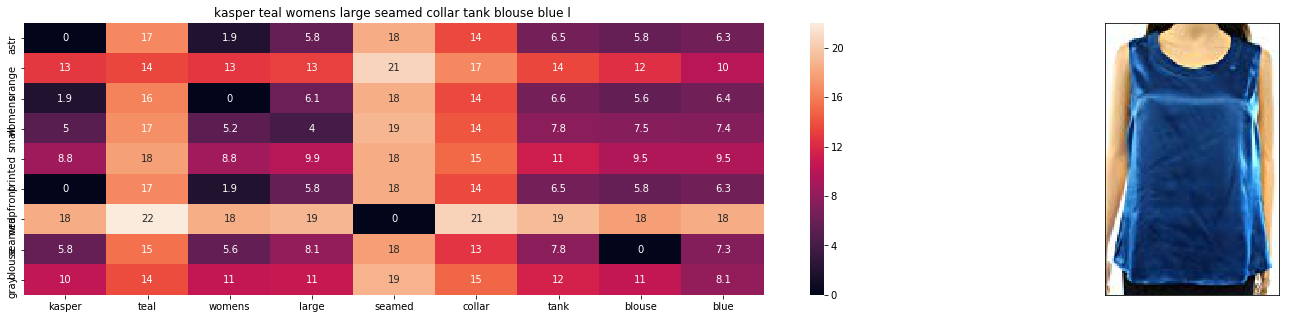 kasper teal womens large seamed collar tank blouse blue l
astr 0 17 1.9 5.8 18 14 6.5 5.8 6.3
orange 13 14 13 13 21 17 14 12 10
womens 1.9 16 0 6.1 18 14 6.6 5.6 6.4
small 5 17 5.2 4 19 14 7.8 7.5 7.4
printed 8.8 18 8.8 9.9 18 15 11 9.5 9.5
0 17 1.9 5.8 18 14 6.5 5.8 6.3
seamed 18 22 18 19 0 21 19 18 18
blouse 5.8 15 5.6 8.1 18 13 7.8 0 7.3
gray 10 14 11 11 19 15 12 11 8.1
kasper teal womens large seamed collar tank blouse blue
20
16
12
8
4
0